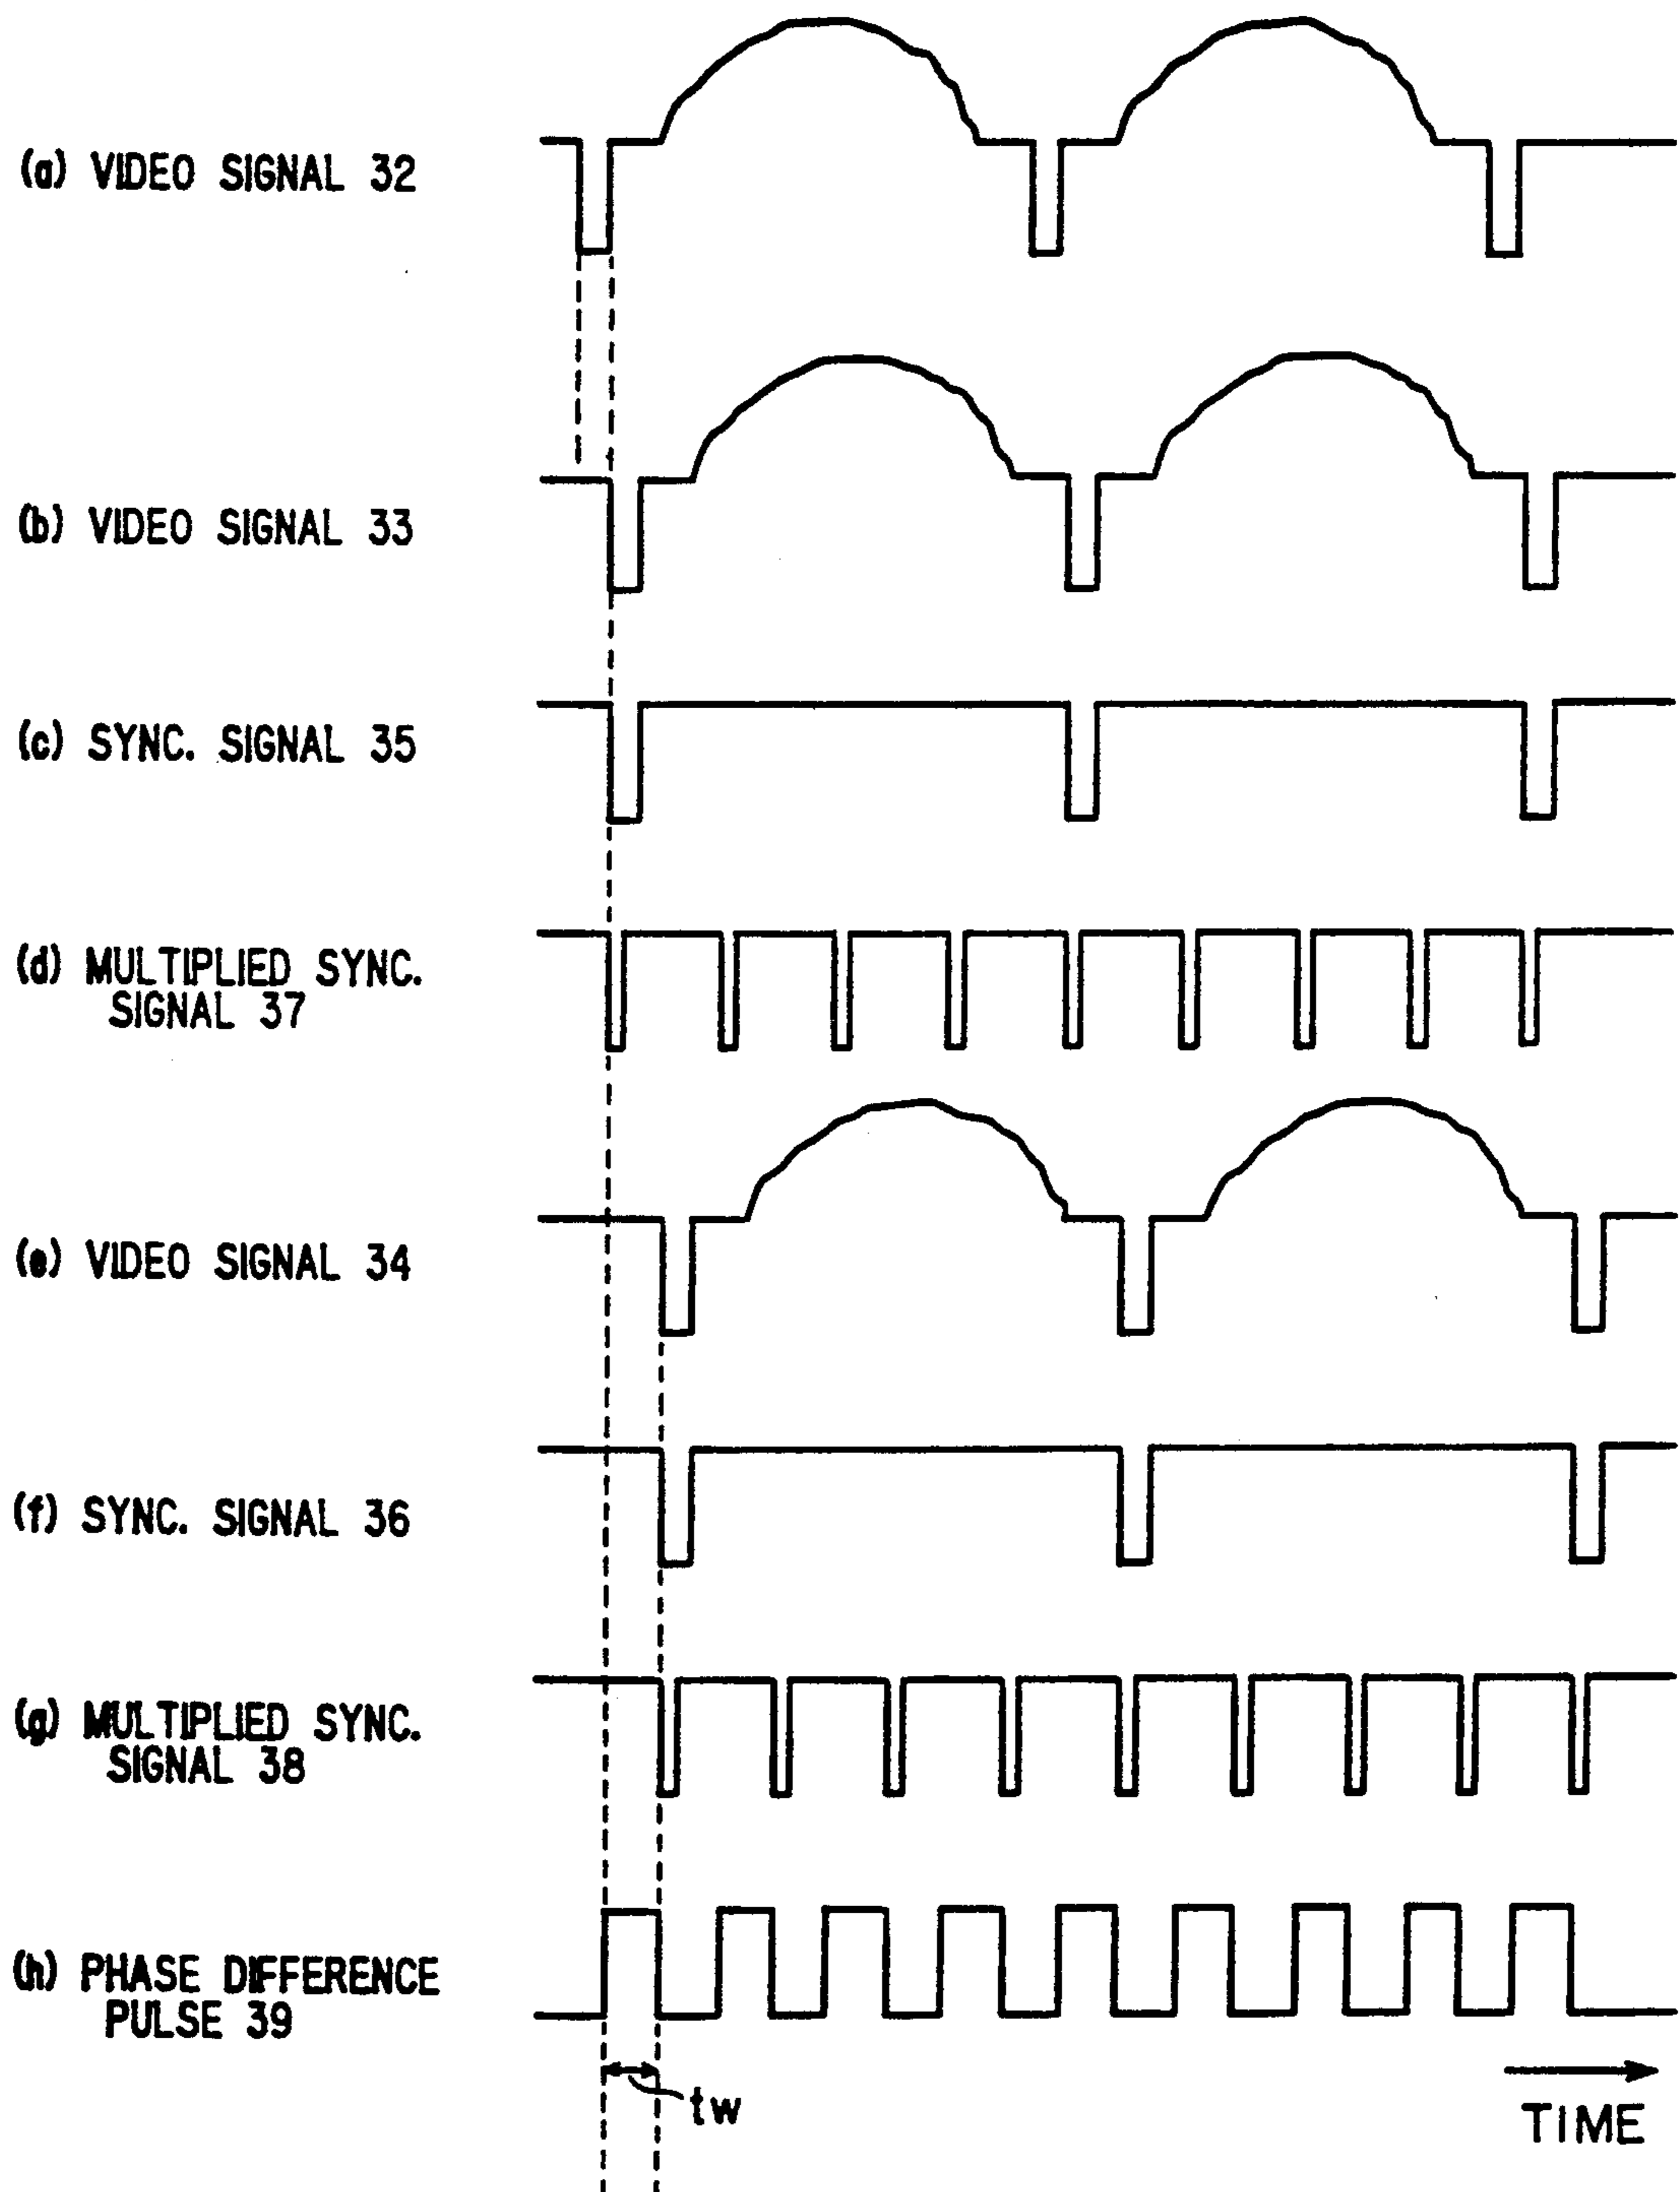 (a) VIDEO SIGNAL 32
(b) VIDEO SIGNAL 33
(c) SYNC. SIGNAL 35
(d) MULTIPLIED SYNC.
SIGNAL 37
(e) VIDEO SIGNAL 34
(f) SYNC. SIGNAL 36
(g) MULTIPLIED SYNC.
SIGNAL 38
(h) PHASE DIFFERENCE
PULSE 39
tw
TIME